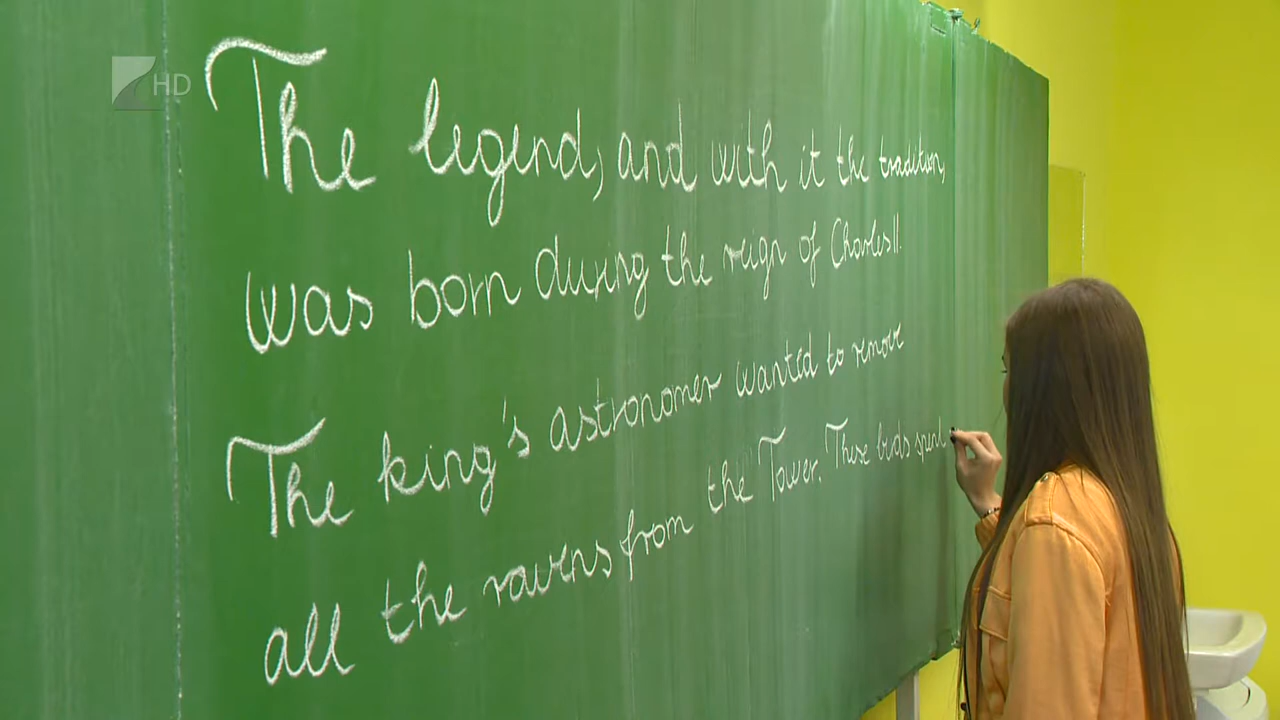 HD
The legend, and with it the tradition,
was born during the reign of Charles II.
The king's astronomer wanted to remove
all the ravens from the Tower. These birds spent